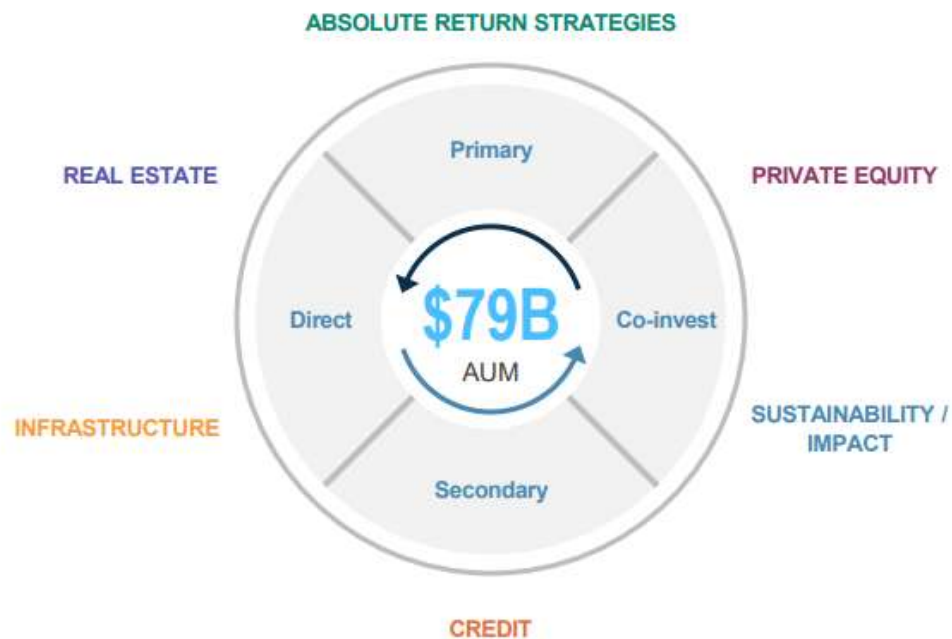 ABSOLUTE RETURN STRATEGIES
Primary
REAL ESTATE
PRIVATE EQUITY
Direct
$79B
AUM
Co-invest
INFRASTRUCTURE
SUSTAINABILITY /
IMPACT
Secondary
CREDIT